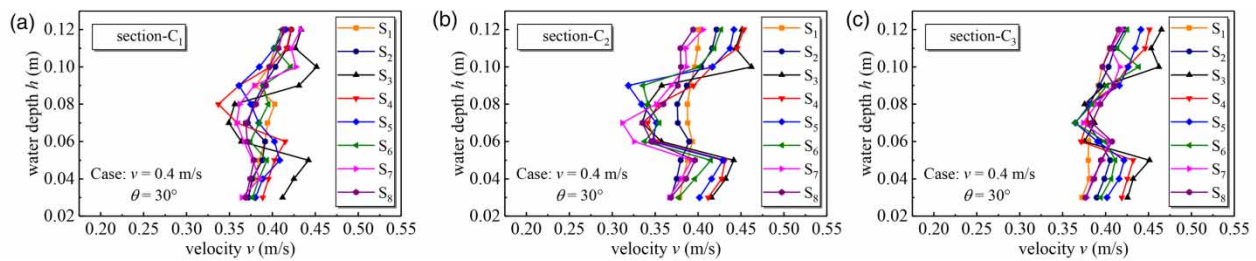 (a)
section-C₁
S₁
S₂
S₃
S₄
S₅
S₆
S₇
S₈
Case: v = 0.4 m/s
θ = 30°
water depth h (m)
0.12
0.10
0.08
0.06
0.04
0.02
0.20 0.25 0.30 0.35 0.40 0.45 0.50 0.55
velocity v (m/s)
(b)
section-C₂
S₁
S₂
S₃
S₄
S₅
S₆
S₇
S₈
Case: v = 0.4 m/s
θ = 30°
water depth h (m)
0.12
0.10
0.08
0.06
0.04
0.02
0.20 0.25 0.30 0.35 0.40 0.45 0.50 0.55
velocity v (m/s)
(c)
section-C₃
S₁
S₂
S₃
S₄
S₅
S₆
S₇
S₈
Case: v = 0.4 m/s
θ = 30°
water depth h (m)
0.12
0.10
0.08
0.06
0.04
0.02
0.20 0.25 0.30 0.35 0.40 0.45 0.50 0.55
velocity v (m/s)